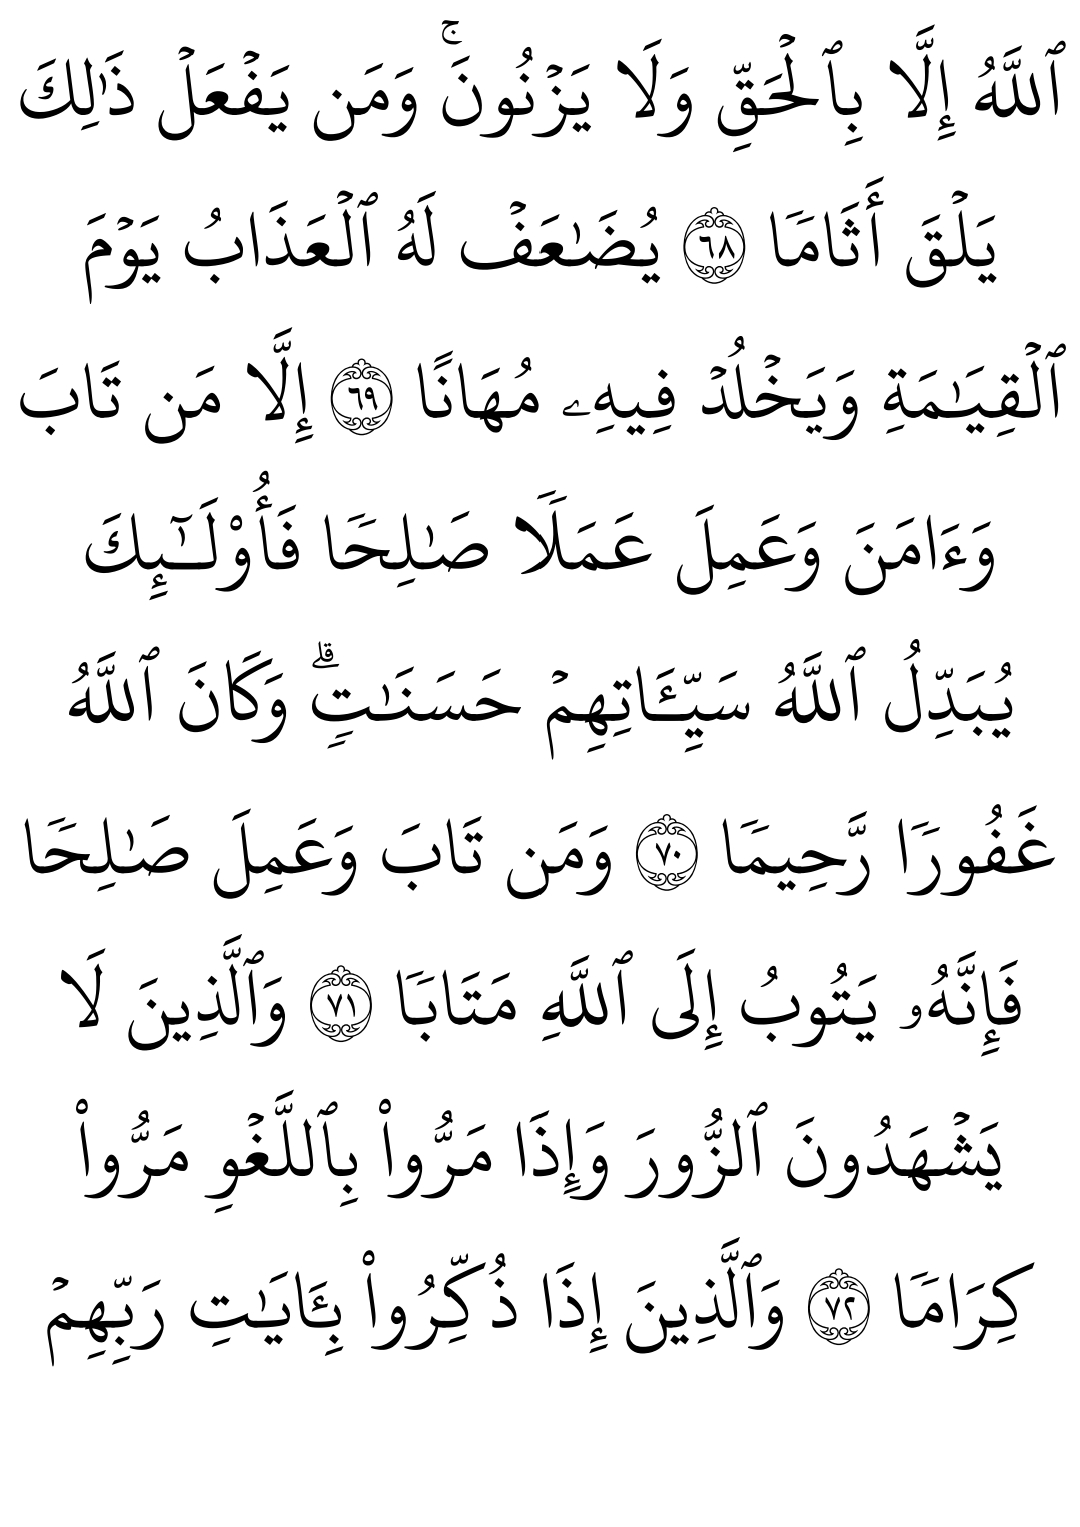 ٱللَّهُ إِلَّا بِٱلۡحَقِّ وَلَا يَزۡنُونَۚ وَمَن يَفۡعَلۡ ذَٰلِكَ
يَلۡقَ أَثَامٗا ٦٨ يُضَٰعَفۡ لَهُ ٱلۡعَذَابُ يَوۡمَ
ٱلۡقِيَٰمَةِ وَيَخۡلُدۡ فِيهِۦ مُهَانًا ٦٩ إِلَّا مَن تَابَ
وَءَامَنَ وَعَمِلَ عَمَلٗا صَٰلِحٗا فَأُوْلَٰٓئِكَ
يُبَدِّلُ ٱللَّهُ سَيِّـَٔاتِهِمۡ حَسَنَٰتٖۗ وَكَانَ ٱللَّهُ
غَفُورٗا رَّحِيمٗا ٧٠ وَمَن تَابَ وَعَمِلَ صَٰلِحٗا
فَإِنَّهُۥ يَتُوبُ إِلَى ٱللَّهِ مَتَابٗا ٧١ وَٱلَّذِينَ لَا
يَشۡهَدُونَ ٱلزُّورَ وَإِذَا مَرُّواْ بِٱللَّغۡوِ مَرُّواْ
كِرَامٗا ٧٢ وَٱلَّذِينَ إِذَا ذُكِّرُواْ بِـَٔايَٰتِ رَبِّهِمۡ